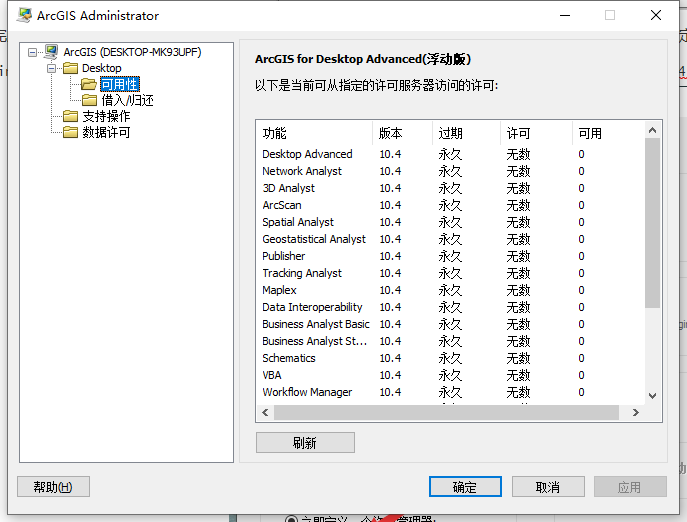 ArcGIS Administrator
ArcGIS (DESKTOP-MK93UPF)
Desktop
可用性
借入/归还
支持操作
数据许可
ArcGIS for Desktop Advanced(浮动版)
以下是当前可从指定的许可服务器访问的许可:
功能 版本 过期 许可 可用
Desktop Advanced 10.4 永久 无数 0
Network Analyst 10.4 永久 无数 0
3D Analyst 10.4 永久 无数 0
ArcScan 10.4 永久 无数 0
Spatial Analyst 10.4 永久 无数 0
Geostatistical Analyst 10.4 永久 无数 0
Publisher 10.4 永久 无数 0
Tracking Analyst 10.4 永久 无数 0
Maplex 10.4 永久 无数 0
Data Interoperability 10.4 永久 无数 0
Business Analyst Basic 10.4 永久 无数 0
Business Analyst St... 10.4 永久 无数 0
Schematics 10.4 永久 无数 0
VBA 10.4 永久 无数 0
Workflow Manager 10.4 永久 无数 0
刷新
帮助(H) 确定 取消 应用